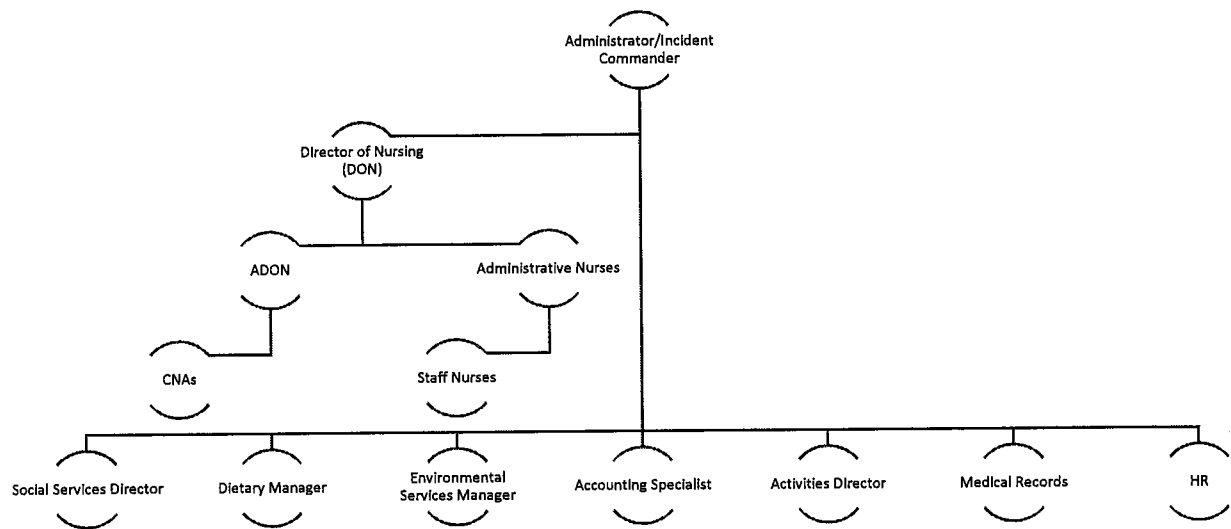 Administrator/Incident
Commander
Director of Nursing
(DON)
ADON
Administrative Nurses
CNAs
Staff Nurses
Social Services Director
Dietary Manager
Environmental
Services Manager
Accounting Specialist
Activities Director
Medical Records
HR